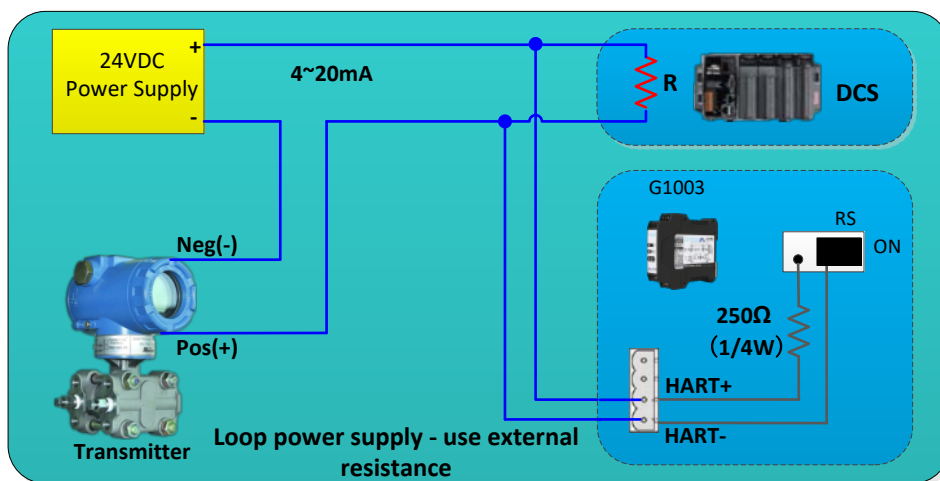 24VDC
Power Supply
+
-
4~20mA
R
DCS
G1003
RS
ON
Neg(-)
Pos(+)
250Ω
(1/4W)
HART+
HART-
Transmitter
Loop power supply - use external
resistance